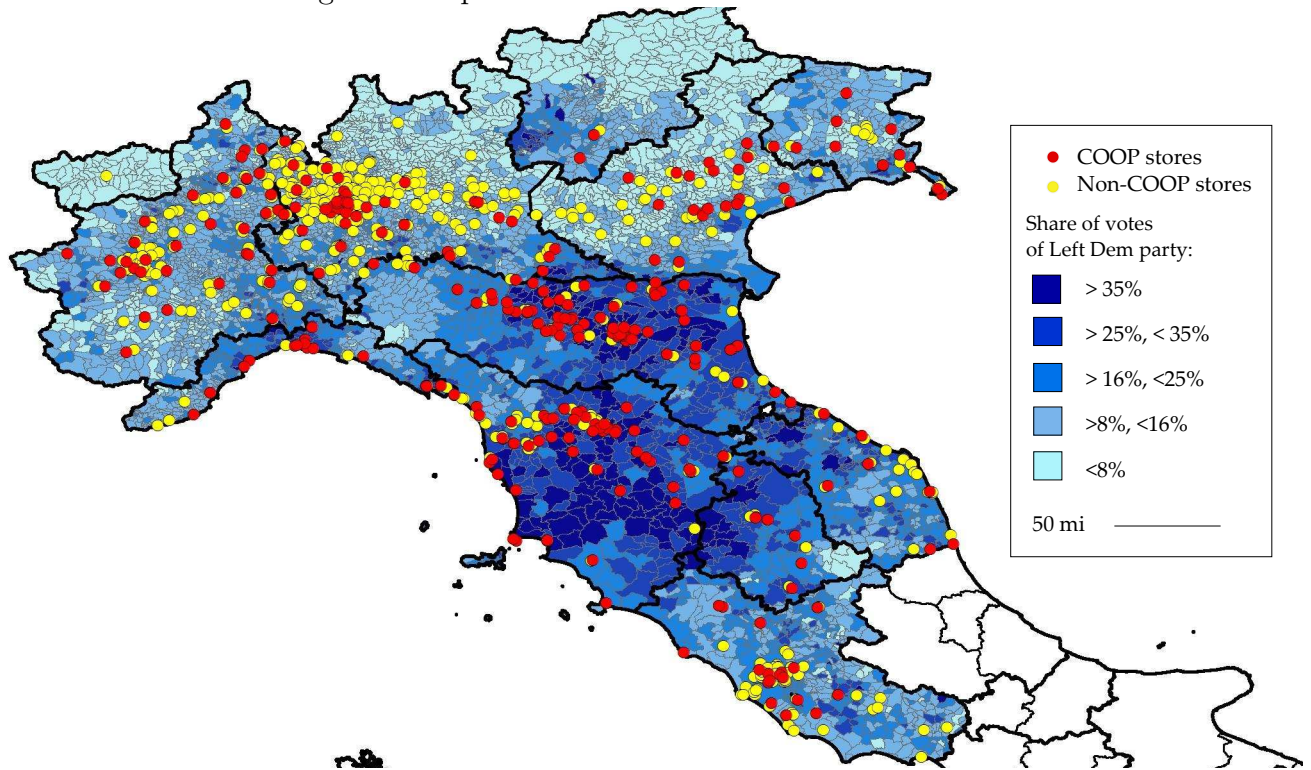 COOP stores
Non-COOP stores
Share of votes
of Left Dem party:
> 35%
> 25%, < 35%
> 16%, <25%
>8%, <16%
<8%
50 mi